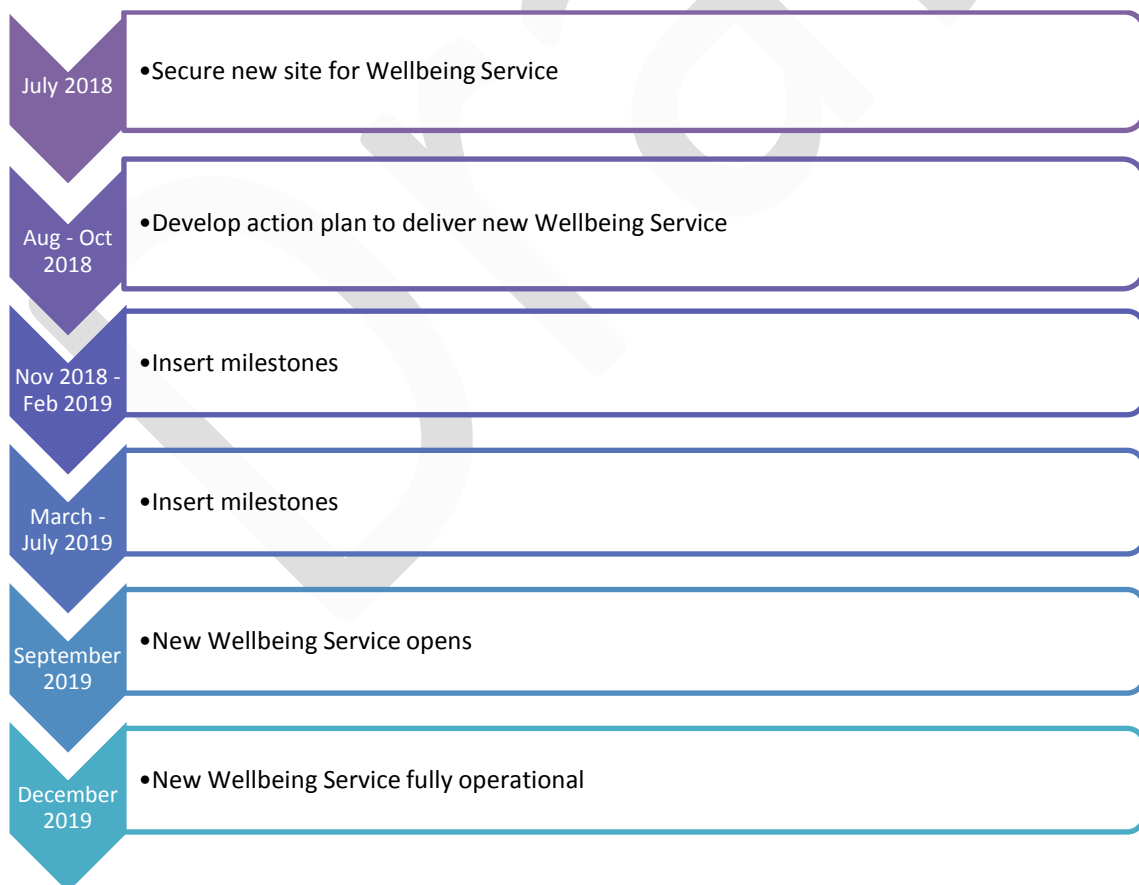 July 2018
•Secure new site for Wellbeing Service
Aug - Oct
2018
•Develop action plan to deliver new Wellbeing Service
Nov 2018 -
Feb 2019
•Insert milestones
March -
July 2019
•Insert milestones
September
2019
•New Wellbeing Service opens
December
2019
•New Wellbeing Service fully operational